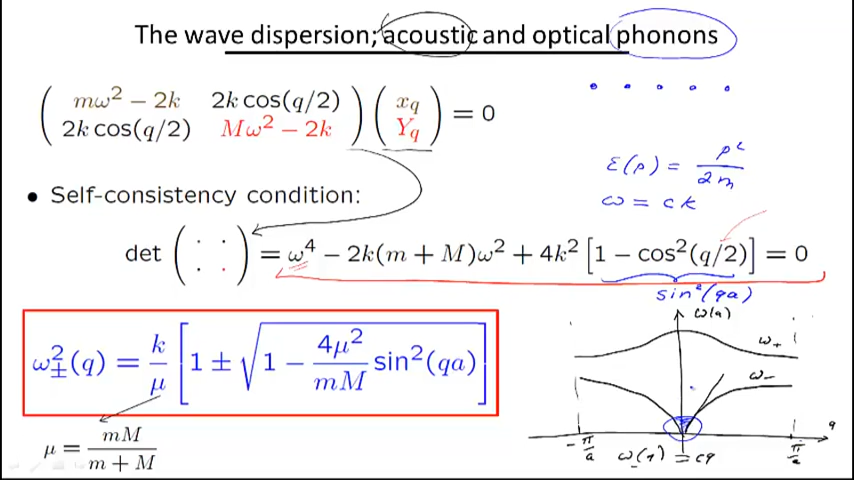 The wave dispersion; acoustic and optical phonons
( mω² − 2k   2k cos(q/2) ) ( x_q ) = 0
( 2k cos(q/2)   Mω² − 2k ) ( Y_q )
ε(p) = p²/2m
ω = ck
• Self-consistency condition:
det ( · · ; · · ) = ω⁴ − 2k(m + M)ω² + 4k² [1 − cos²(q/2)] = 0
sin²(qa)
ω²±(q) = k/μ [1 ± √(1 − 4μ²/mM sin²(qa))]
μ = mM/(m + M)
ω(q)
ω₊
ω₋
q
−π/a
π/a
ω₋(q) = cq